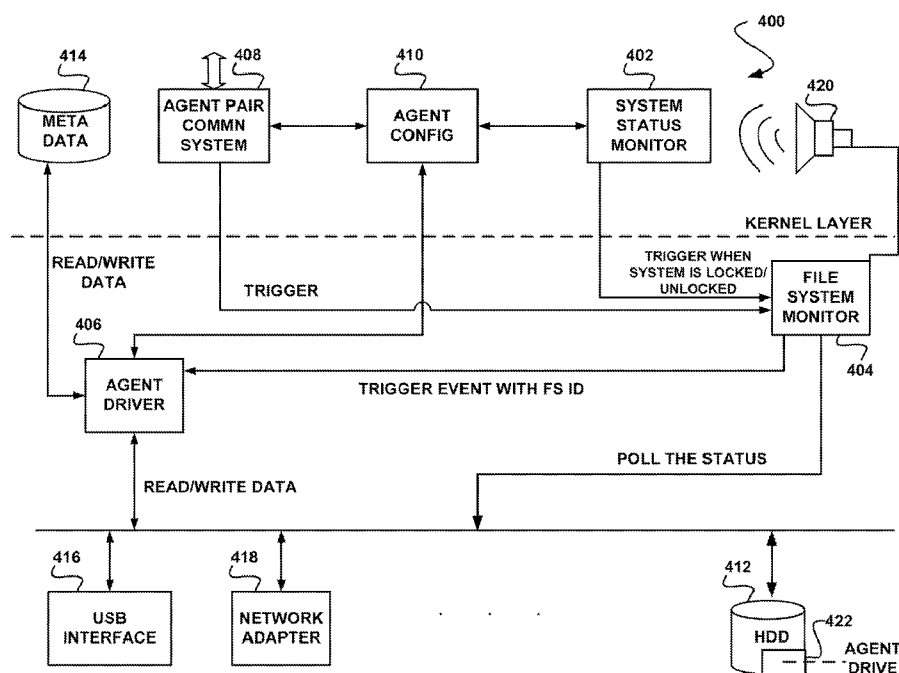 400
414
408
410
402
420
META
DATA
AGENT PAIR
COMMN
SYSTEM
AGENT
CONFIG
SYSTEM
STATUS
MONITOR
KERNEL LAYER
READ/WRITE
DATA
TRIGGER
TRIGGER WHEN
SYSTEM IS LOCKED/
UNLOCKED
FILE
SYSTEM
MONITOR
404
406
AGENT
DRIVER
TRIGGER EVENT WITH FS ID
POLL THE STATUS
READ/WRITE DATA
416
418
412
422
USB
INTERFACE
NETWORK
ADAPTER
. . .
HDD
AGENT
DRIVE